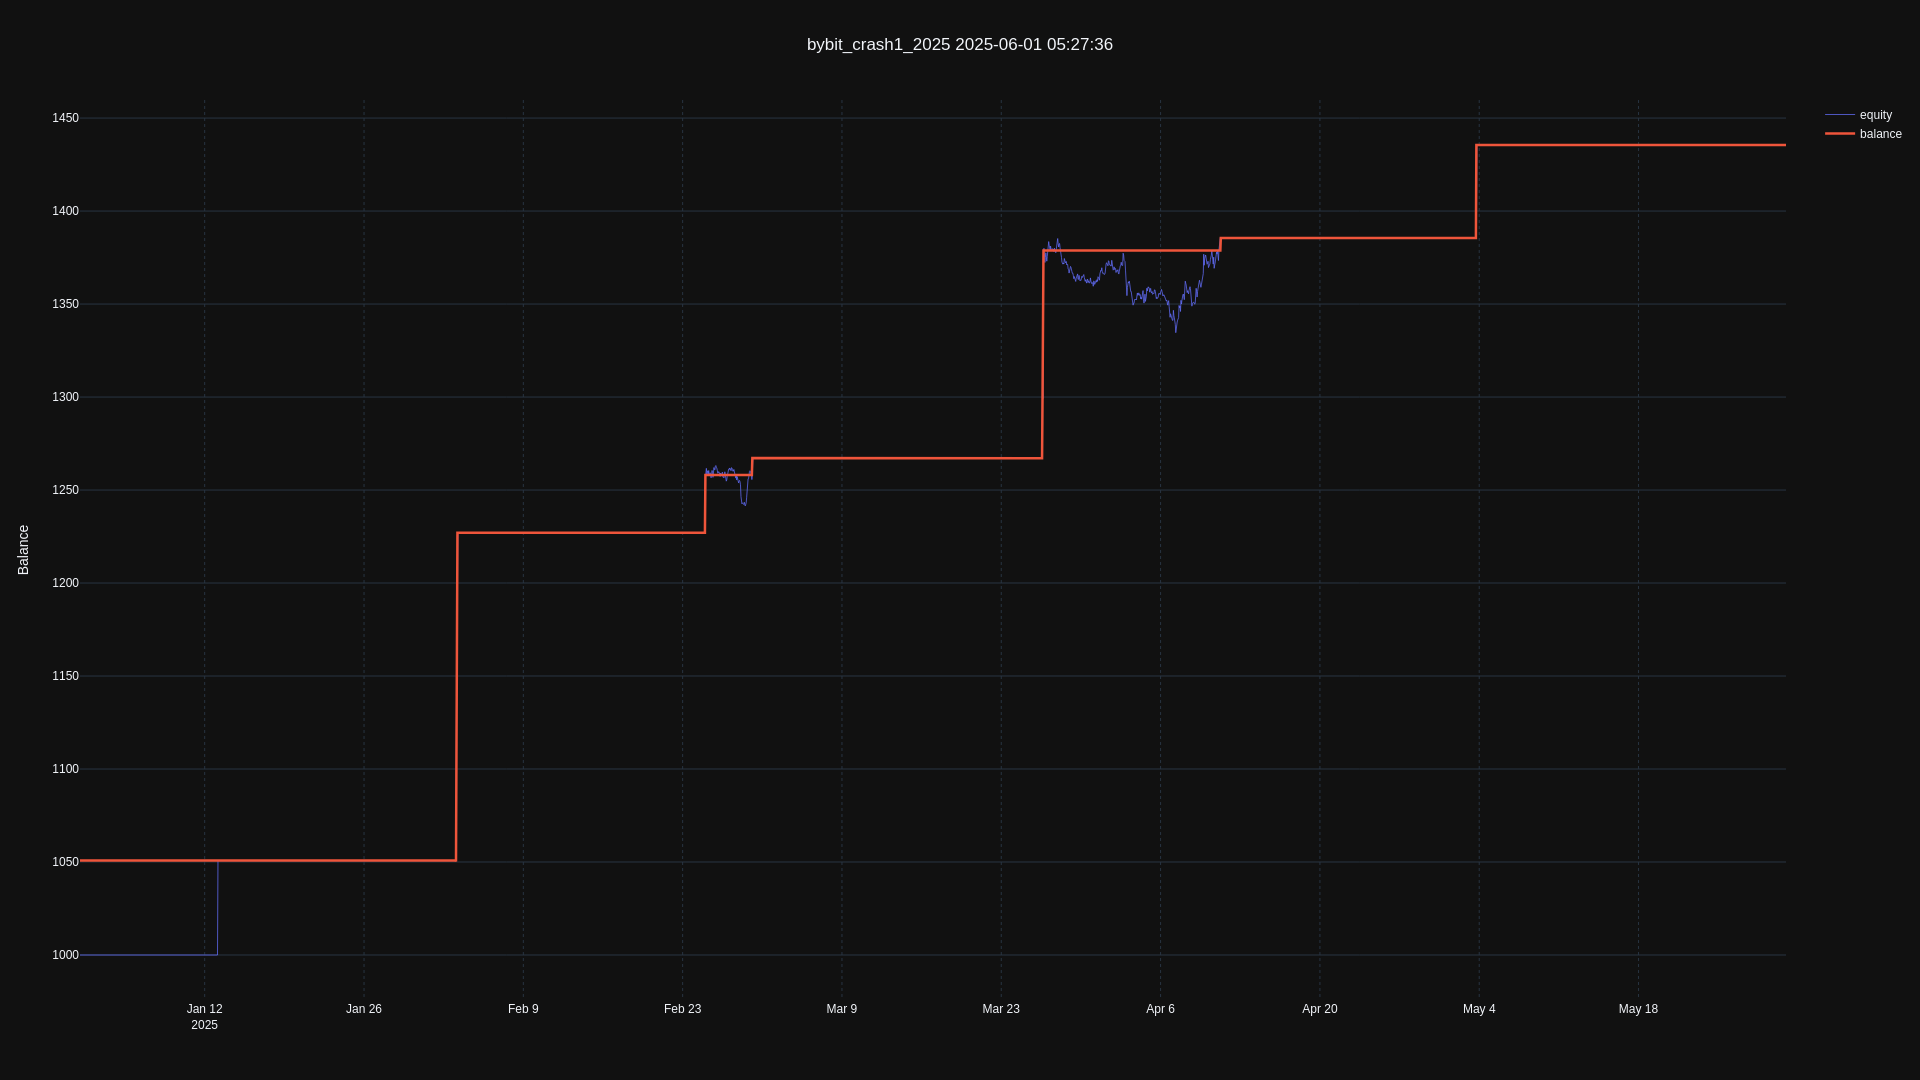 bybit_crash1_2025 2025-06-01 05:27:36
equity
balance
Balance
1450
1400
1350
1300
1250
1200
1150
1100
1050
1000
Jan 12
2025
Jan 26
Feb 9
Feb 23
Mar 9
Mar 23
Apr 6
Apr 20
May 4
May 18